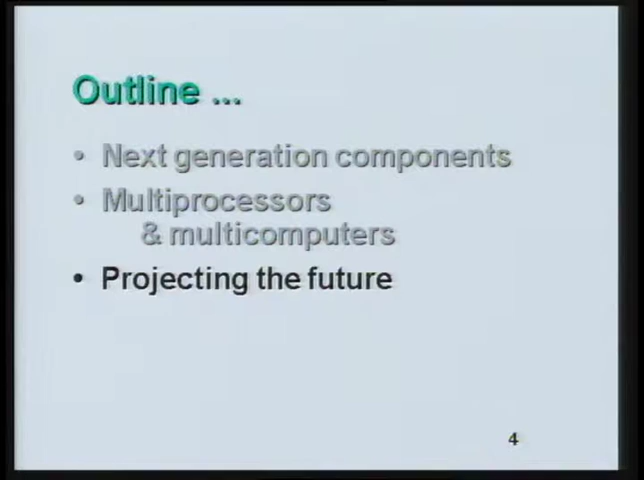 Outline ...
• Next generation components
• Multiprocessors
& multicomputers
• Projecting the future
4